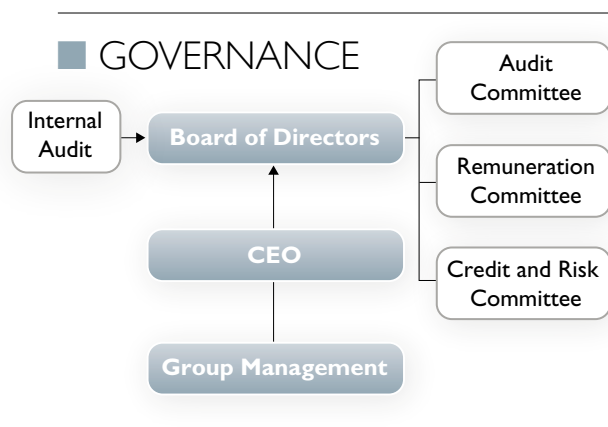 GOVERNANCE
Audit
Committee
Internal
Audit
Board of Directors
Remuneration
Committee
CEO
Credit and Risk
Committee
Group Management